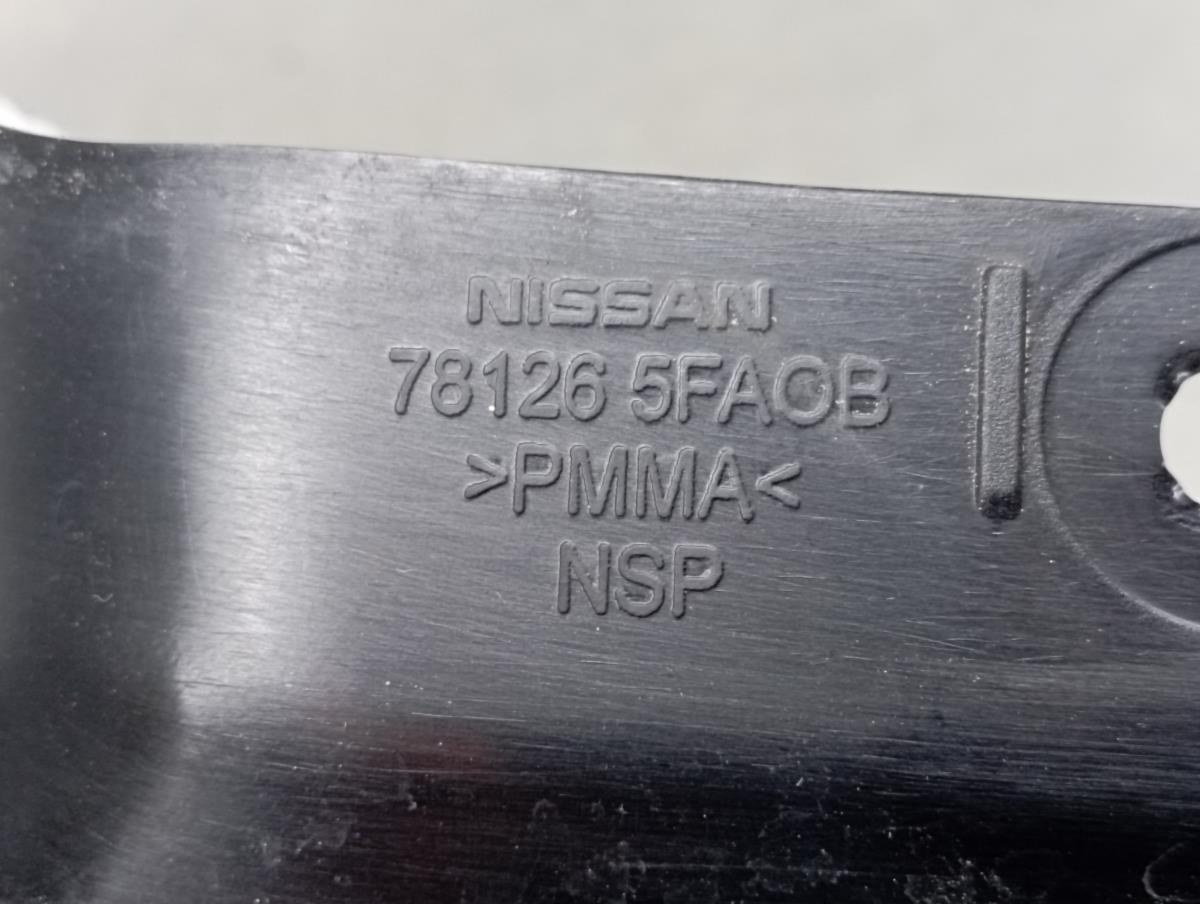 NISSAN
78126 5FA0B
>PMMA<
NSP